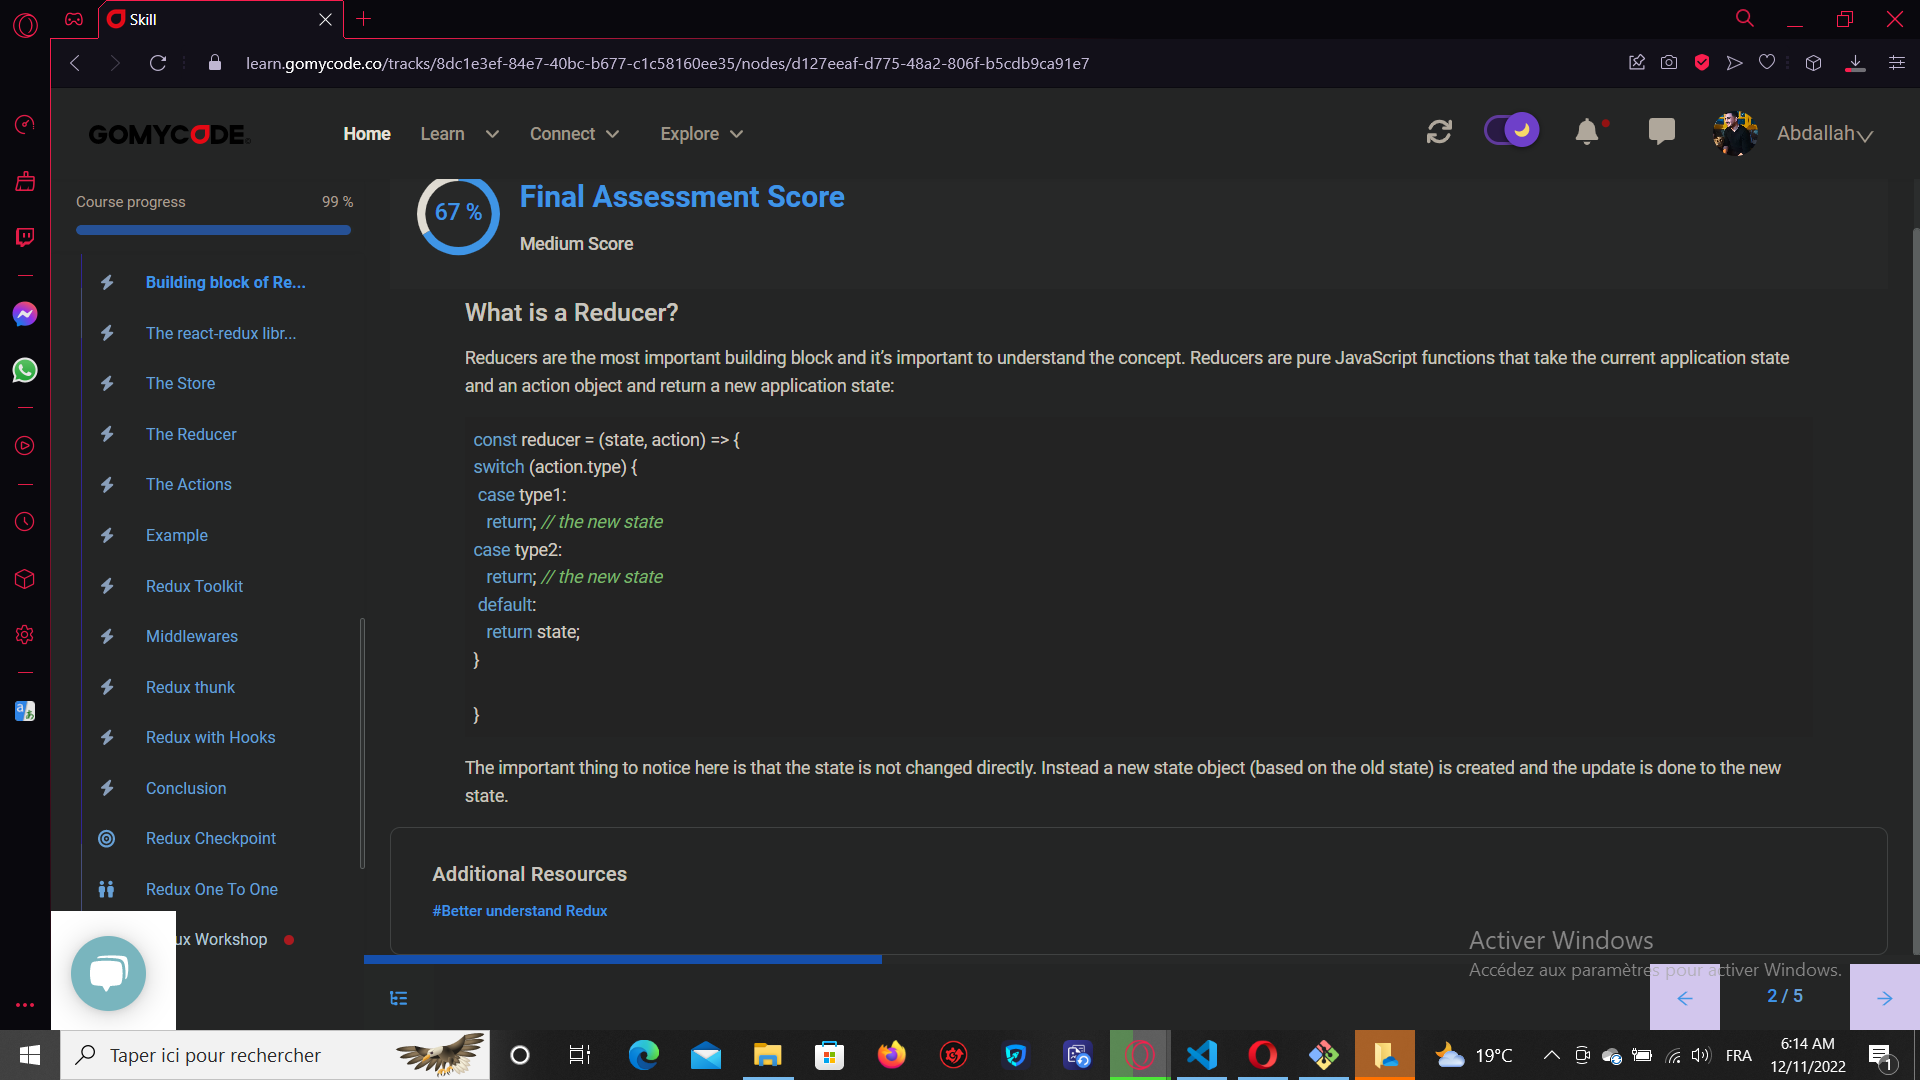 Skill
learn.gomycode.co/tracks/8dc1e3ef-84e7-40bc-b677-c1c58160ee35/nodes/d127eeaf-d775-48a2-806f-b5cdb9ca91e7
GOMYCODE
Home
Learn
Connect
Explore
Abdallah
Course progress
99 %
Building block of Re...
The react-redux libr...
The Store
The Reducer
The Actions
Example
Redux Toolkit
Middlewares
Redux thunk
Redux with Hooks
Conclusion
Redux Checkpoint
Redux One To One
ux Workshop
67 %
Final Assessment Score
Medium Score
What is a Reducer?
Reducers are the most important building block and it's important to understand the concept. Reducers are pure JavaScript functions that take the current application state
and an action object and return a new application state:
const reducer = (state, action) => {
switch (action.type) {
case type1:
return; // the new state
case type2:
return; // the new state
default:
return state;
}
}
The important thing to notice here is that the state is not changed directly. Instead a new state object (based on the old state) is created and the update is done to the new
state.
Additional Resources
#Better understand Redux
Activer Windows
Accédez aux paramètres pour activer Windows.
2 / 5
Taper ici pour rechercher
19°C
FRA
6:14 AM
12/11/2022
1